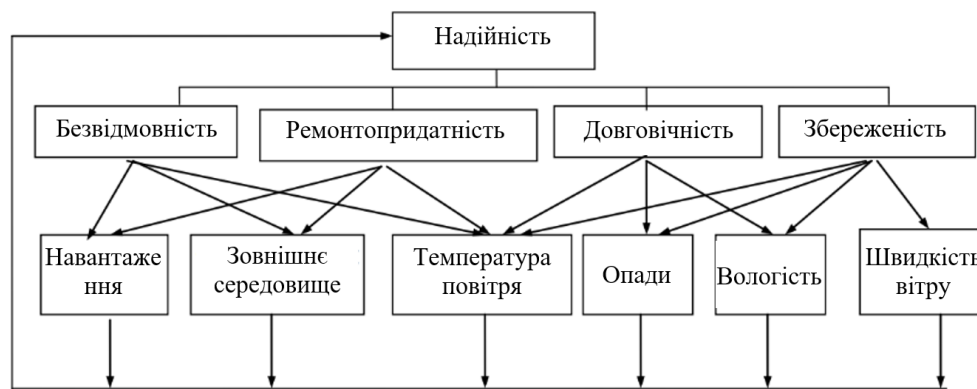 Надійність
Безвідмовність
Ремонтопридатність
Довговічність
Збереженість
Навантаже
ння
Зовнішнє
середовище
Температура
повітря
Опади
Вологість
Швидкість
вітру